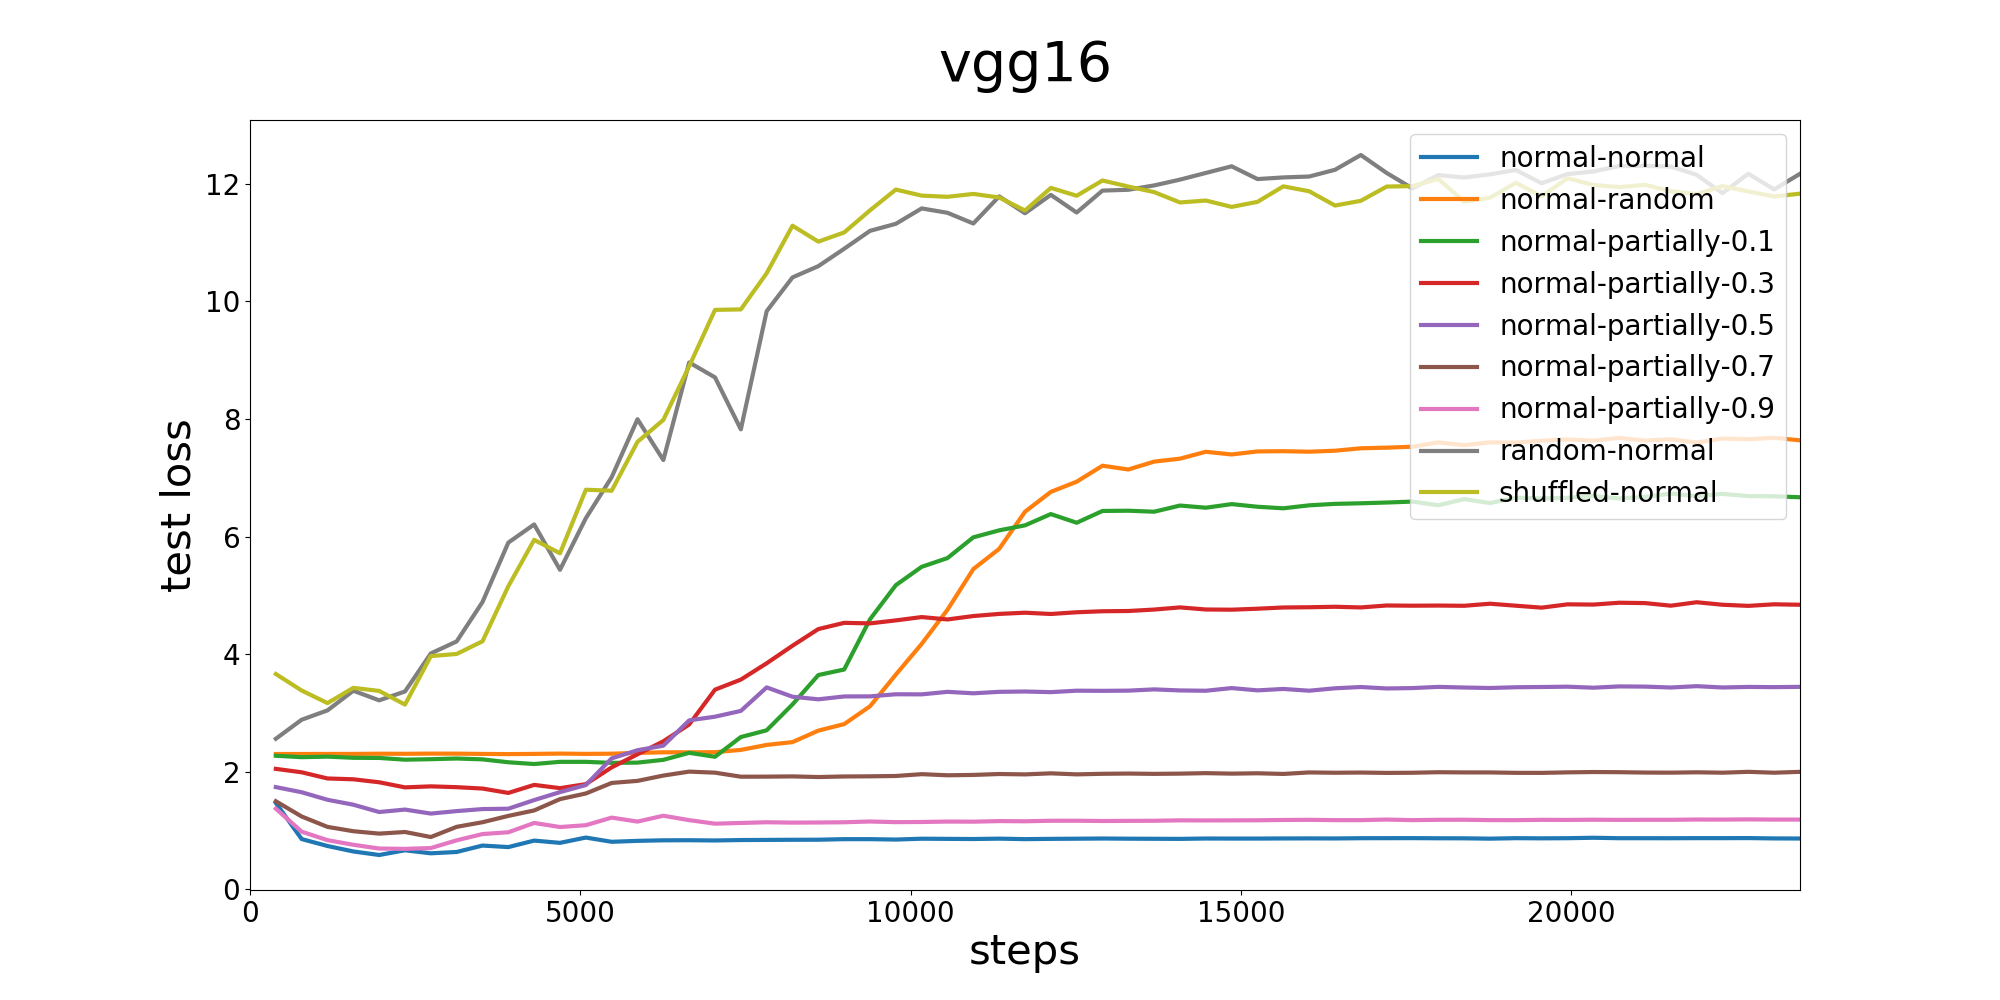 vgg16
test loss
12
10
8
6
4
2
0
0 5000 10000 15000 20000
steps
normal-normal
normal-random
normal-partially-0.1
normal-partially-0.3
normal-partially-0.5
normal-partially-0.7
normal-partially-0.9
random-normal
shuffled-normal